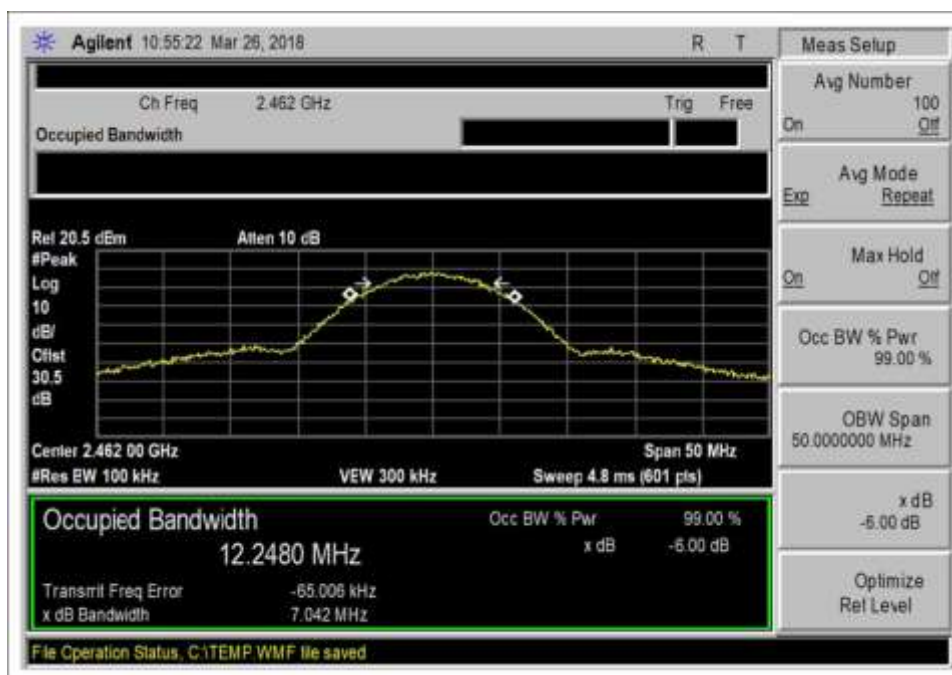 Agilent 10:55:22 Mar 26, 2018 R T
Ch Freq 2.462 GHz Trig Free
Occupied Bandwidth
Ref 20.5 dBm Atten 10 dB
#Peak
Log
10
dB/
Offst
30.5
dB
Center 2.462 00 GHz Span 50 MHz
#Res BW 100 kHz VBW 300 kHz Sweep 4.8 ms (601 pts)
Occupied Bandwidth
12.2480 MHz
Occ BW % Pwr 99.00 %
x dB -6.00 dB
Transmit Freq Error -65.006 kHz
x dB Bandwidth 7.042 MHz
File Operation Status, C:\TEMP.WMF file saved
Meas Setup
Avg Number
100
On Off
Avg Mode
Exp Repeat
Max Hold
On Off
Occ BW % Pwr
99.00 %
OBW Span
50.0000000 MHz
x dB
-6.00 dB
Optimize
Ref Level